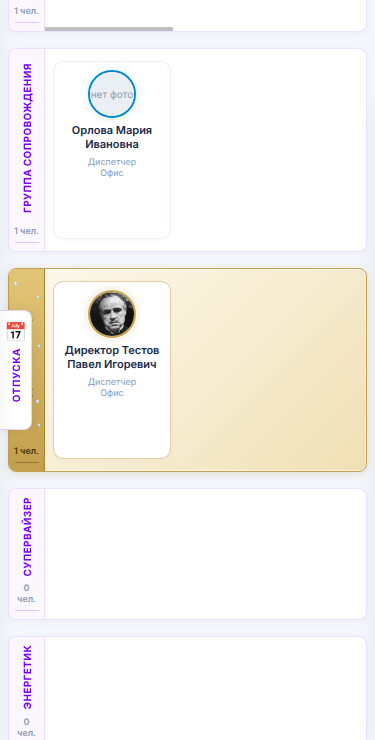 1 чел.
ГРУППА СОПРОВОЖДЕНИЯ
1 чел.
нет фото
Орлова Мария
Ивановна
Диспетчер
Офис
17
ОТПУСКА
1 чел.
Директор Тестов
Павел Игоревич
Диспетчер
Офис
СУПЕРВАЙЗЕР
0
чел.
ЭНЕРГЕТИК
0
чел.